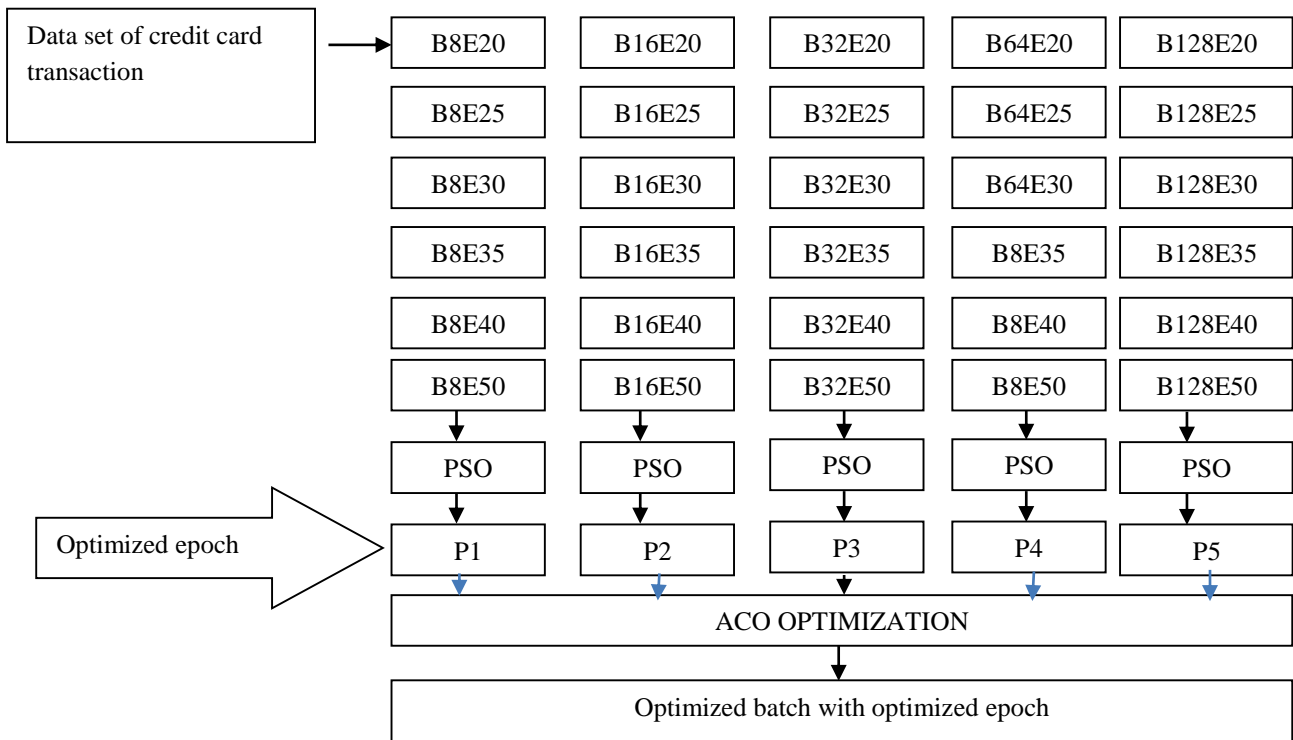 Data set of credit card
transaction
B8E20 B16E20 B32E20 B64E20 B128E20
B8E25 B16E25 B32E25 B64E25 B128E25
B8E30 B16E30 B32E30 B64E30 B128E30
B8E35 B16E35 B32E35 B8E35 B128E35
B8E40 B16E40 B32E40 B8E40 B128E40
B8E50 B16E50 B32E50 B8E50 B128E50
PSO PSO PSO PSO PSO
Optimized epoch
P1 P2 P3 P4 P5
ACO OPTIMIZATION
Optimized batch with optimized epoch